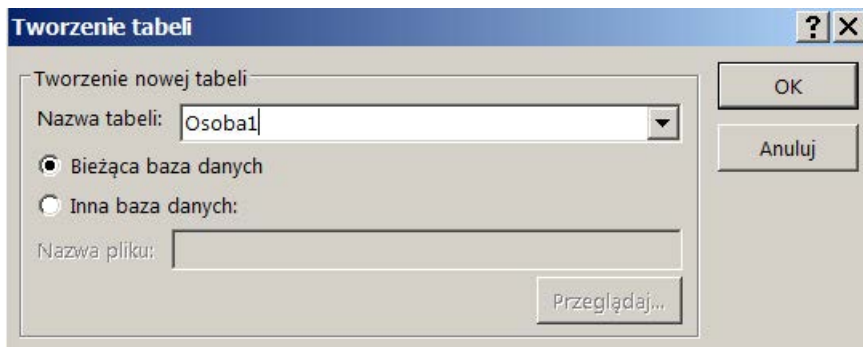 Tworzenie tabeli
Tworzenie nowej tabeli
Nazwa tabeli: Osoba1
OK
Bieżąca baza danych
Anuluj
Inna baza danych:
Nazwa pliku:
Przeglądaj...